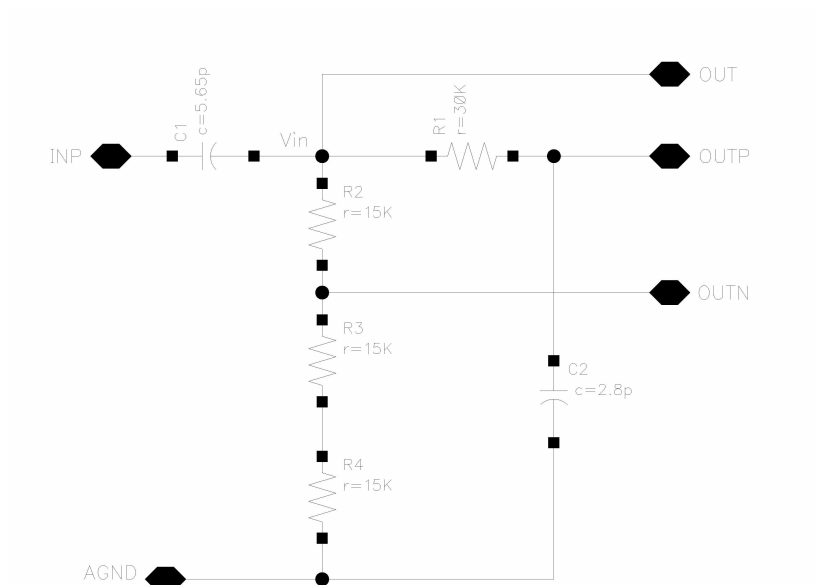 OUT
C1
c=5.65p
R1
r=30K
INP
Vin
OUTP
R2
r=15K
OUTN
R3
r=15K
C2
c=2.8p
R4
r=15K
AGND